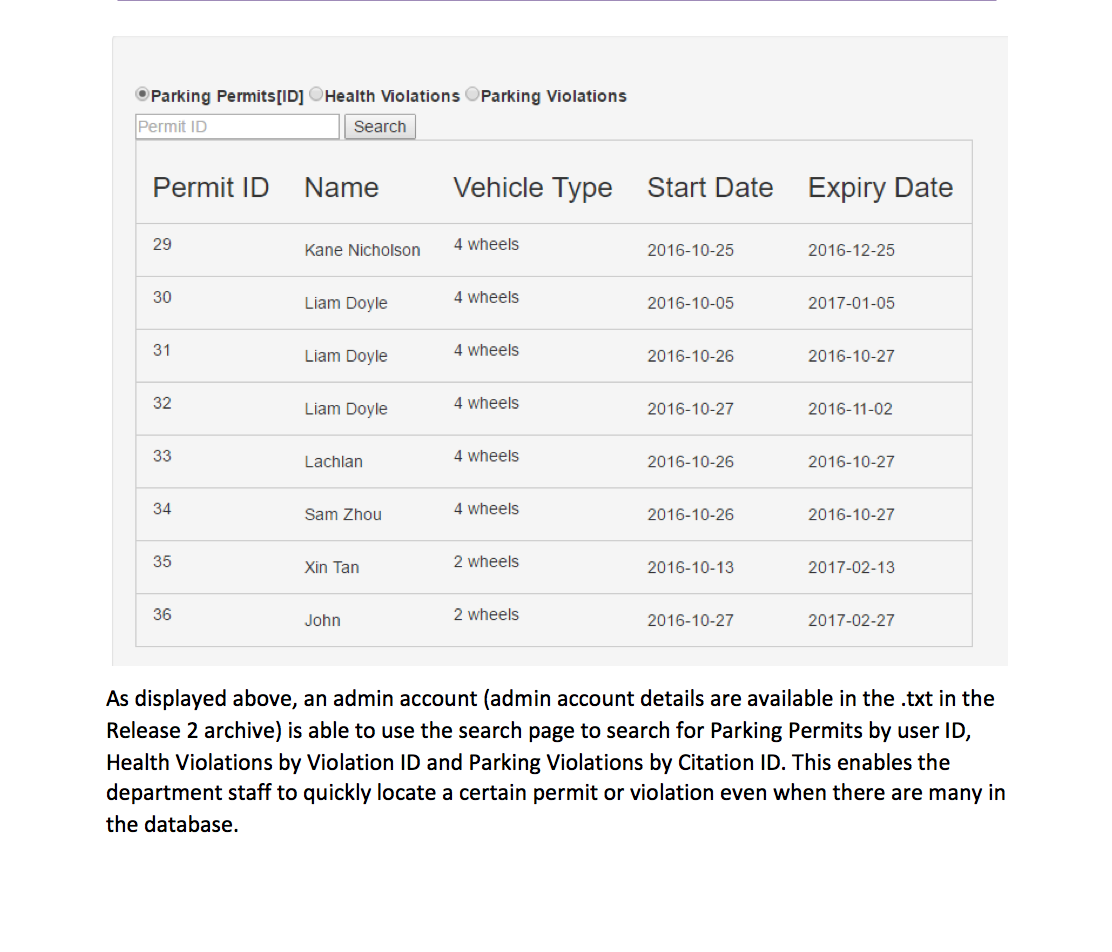 Parking Permits[ID] Health Violations Parking Violations
Permit ID Search
Permit ID Name Vehicle Type Start Date Expiry Date
29 Kane Nicholson 4 wheels 2016-10-25 2016-12-25
30 Liam Doyle 4 wheels 2016-10-05 2017-01-05
31 Liam Doyle 4 wheels 2016-10-26 2016-10-27
32 Liam Doyle 4 wheels 2016-10-27 2016-11-02
33 Lachlan 4 wheels 2016-10-26 2016-10-27
34 Sam Zhou 4 wheels 2016-10-26 2016-10-27
35 Xin Tan 2 wheels 2016-10-13 2017-02-13
36 John 2 wheels 2016-10-27 2017-02-27
As displayed above, an admin account (admin account details are available in the .txt in the
Release 2 archive) is able to use the search page to search for Parking Permits by user ID,
Health Violations by Violation ID and Parking Violations by Citation ID. This enables the
department staff to quickly locate a certain permit or violation even when there are many in
the database.